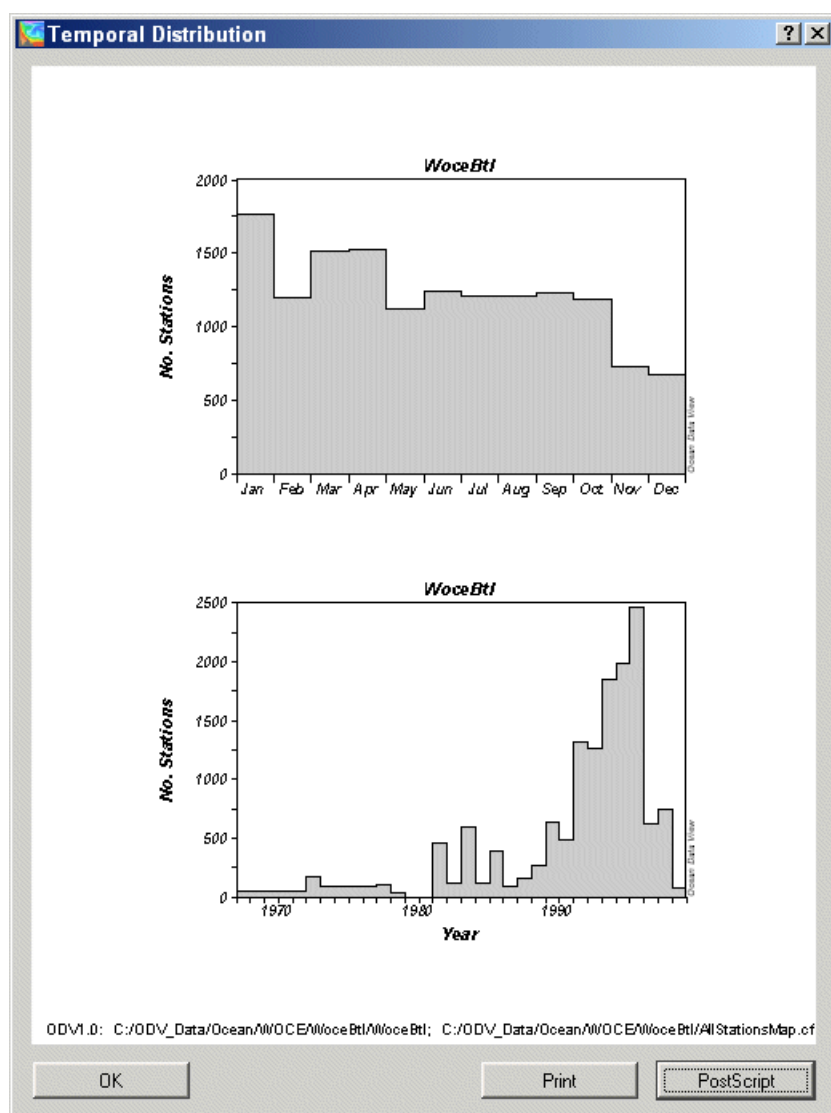 Temporal Distribution
WoceBtl
2000
1500
1000
500
0
No. Stations
Jan Feb Mar Apr May Jun Jul Aug Sep Oct Nov Dec
Ocean Data View
WoceBtl
2500
2000
1500
1000
500
0
No. Stations
1970 1980 1990
Year
Ocean Data View
ODV1.0: C:/ODV_Data/Ocean/WOCE/WoceBtl/WoceBtl; C:/ODV_Data/Ocean/WOCE/WoceBtl/AllStationsMap.cf
OK Print PostScript